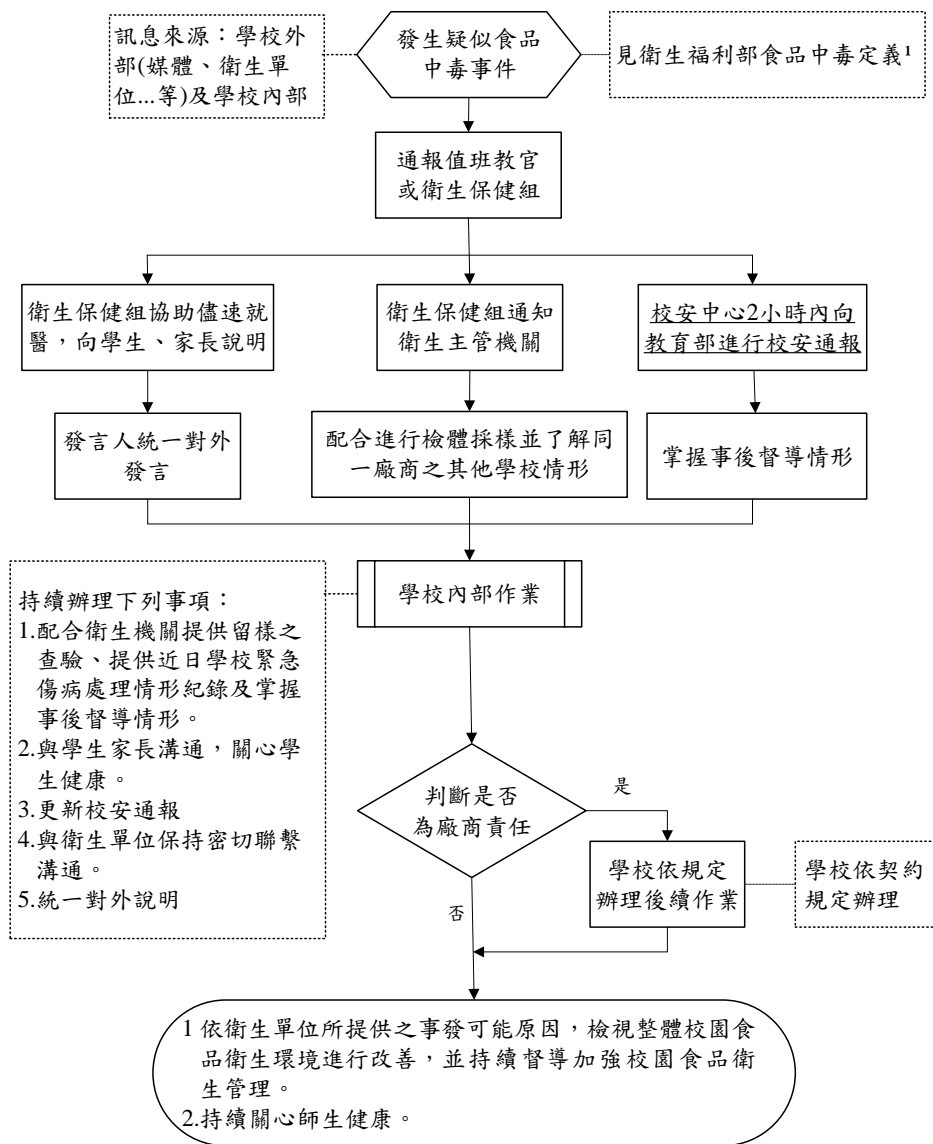 訊息來源：學校外
部(媒體、衛生單
位...等)及學校內部
發生疑似食品
中毒事件
見衛生福利部食品中毒定義¹
通報值班教官
或衛生保健組
衛生保健組協助儘速就
醫，向學生、家長說明
衛生保健組通知
衛生主管機關
校安中心2小時內向
教育部進行校安通報
發言人統一對外
發言
配合進行檢體採樣並了解同
一廠商之其他學校情形
掌握事後督導情形
學校內部作業
持續辦理下列事項：
1.配合衛生機關提供留樣之
查驗、提供近日學校緊急
傷病處理情形紀錄及掌握
事後督導情形。
2.與學生家長溝通，關心學
生健康。
3.更新校安通報
4.與衛生單位保持密切聯繫
溝通。
5.統一對外說明
判斷是否
為廠商責任
是
學校依規定
辦理後續作業
學校依契約
規定辦理
否
1 依衛生單位所提供之事發可能原因，檢視整體校園食
品衛生環境進行改善，並持續督導加強校園食品衛
生管理。
2.持續關心師生健康。